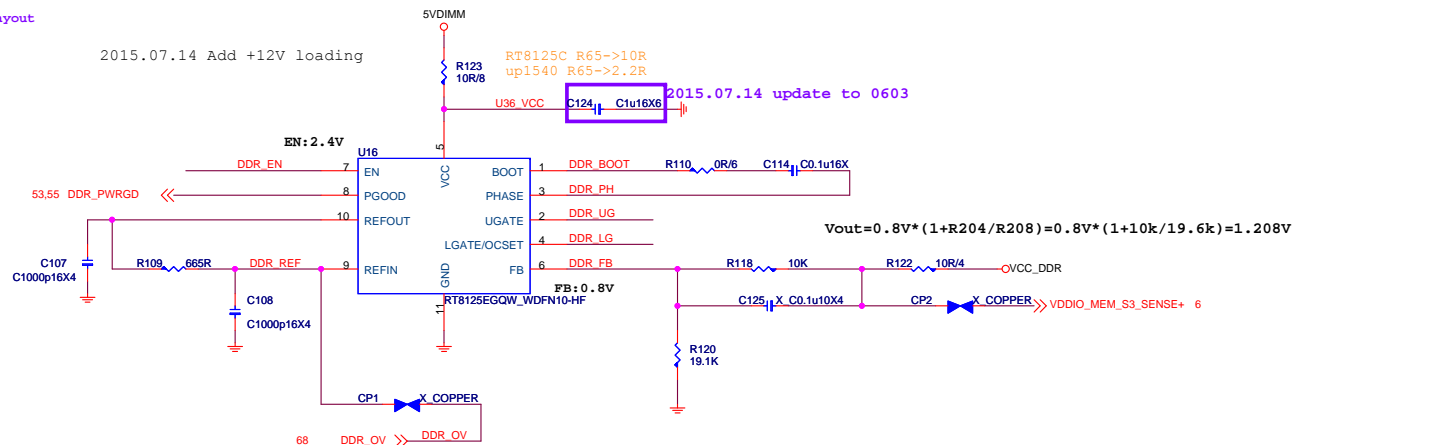 ayout
5VDIMM
2015.07.14 Add +12V loading
RT8125C R65->10R
up1540 R65->2.2R
R123
10R/8
U36_VCC
C124
C1u16X6
2015.07.14 update to 0603
EN:2.4V
U16
5
DDR_EN
7
EN
VCC
BOOT
1
DDR_BOOT
R110
0R/6
C114
C0.1u16X
53,55
DDR_PWRGD
8
PGOOD
PHASE
3
DDR_PH
10
REFOUT
UGATE
2
DDR_UG
LGATE/OCSET
4
DDR_LG
Vout=0.8V*(1+R204/R208)=0.8V*(1+10k/19.6k)=1.208V
C107
C1000p16X4
R109
665R
DDR_REF
9
REFIN
GND
FB
6
DDR_FB
R118
10K
R122
10R/4
VCC_DDR
FB:0.8V
11
RT8125EGQW_WDFN10-HF
C108
C1000p16X4
C125
X_C0.1u10X4
CP2
X_COPPER
VDDIO_MEM_S3_SENSE+
6
R120
19.1K
CP1
X_COPPER
68
DDR_OV
DDR_OV